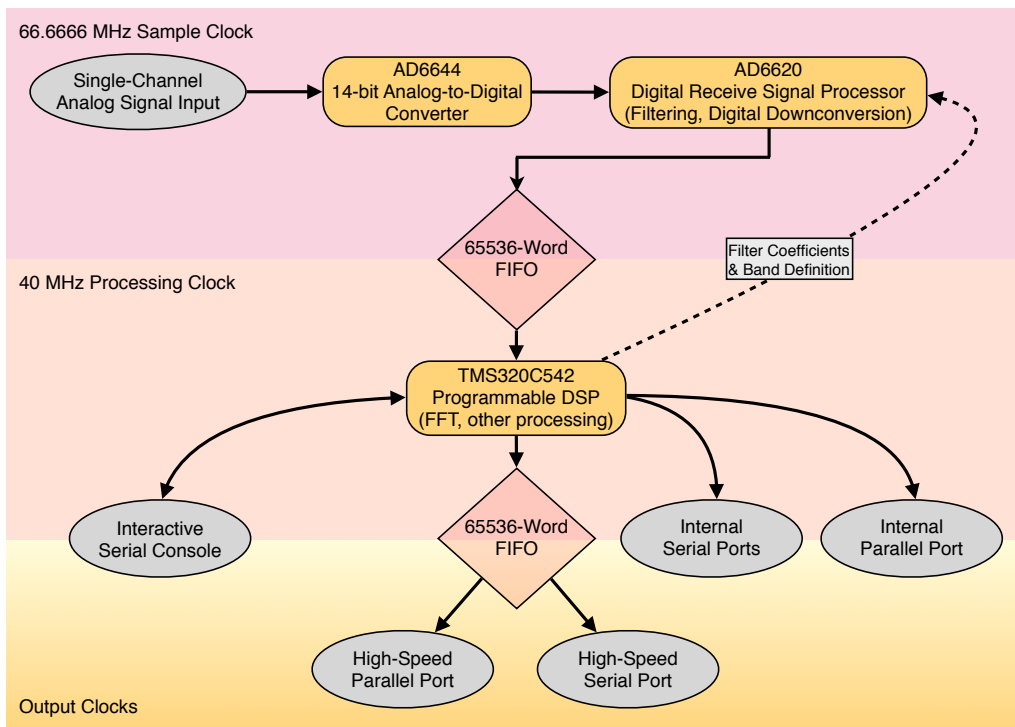 66.6666 MHz Sample Clock
Single-Channel
Analog Signal Input
AD6644
14-bit Analog-to-Digital
Converter
AD6620
Digital Receive Signal Processor
(Filtering, Digital Downconversion)
65536-Word
FIFO
Filter Coefficients
& Band Definition
40 MHz Processing Clock
TMS320C542
Programmable DSP
(FFT, other processing)
Interactive
Serial Console
65536-Word
FIFO
Internal
Serial Ports
Internal
Parallel Port
High-Speed
Parallel Port
High-Speed
Serial Port
Output Clocks